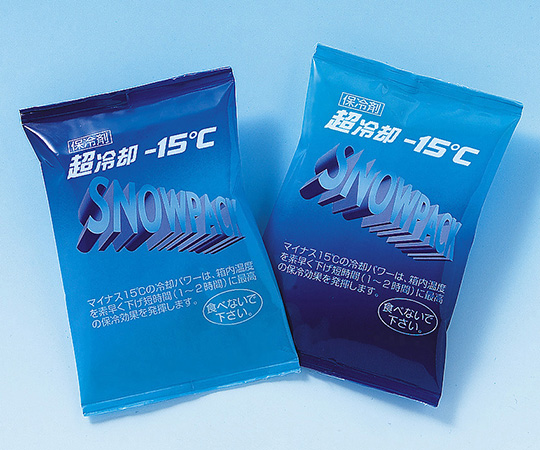 保冷剤
超冷却 -15℃
SNOWPACK
マイナス15℃の冷却パワーは、箱内温度
を素早く下げ短時間(1〜2時間)に最高
の保冷効果を発揮します。
食べないで
下さい。
保冷剤
超冷却 -15℃
SNOWPACK
マイナス15℃の冷却パワーは、箱内温度
を素早く下げ短時間(1〜2時間)に最高
の保冷効果を発揮します。
食べないで
下さい。